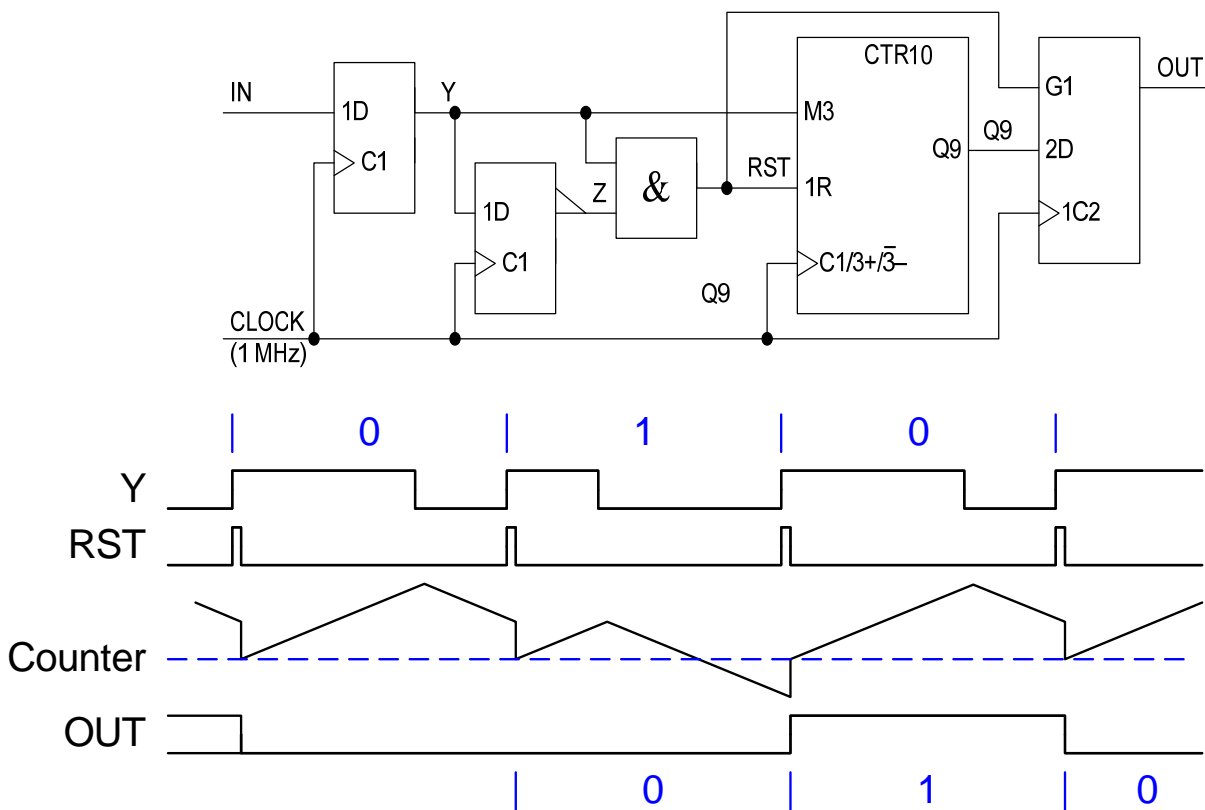 CTR10
OUT
IN
Y
G1
1D
M3
Q9
Q9
2D
C1
RST
&
1R
Z
1D
1C2
C1
C1/3+/3̅–
Q9
CLOCK
(1 MHz)
0 1 0
Y
RST
Counter
OUT
0 1 0